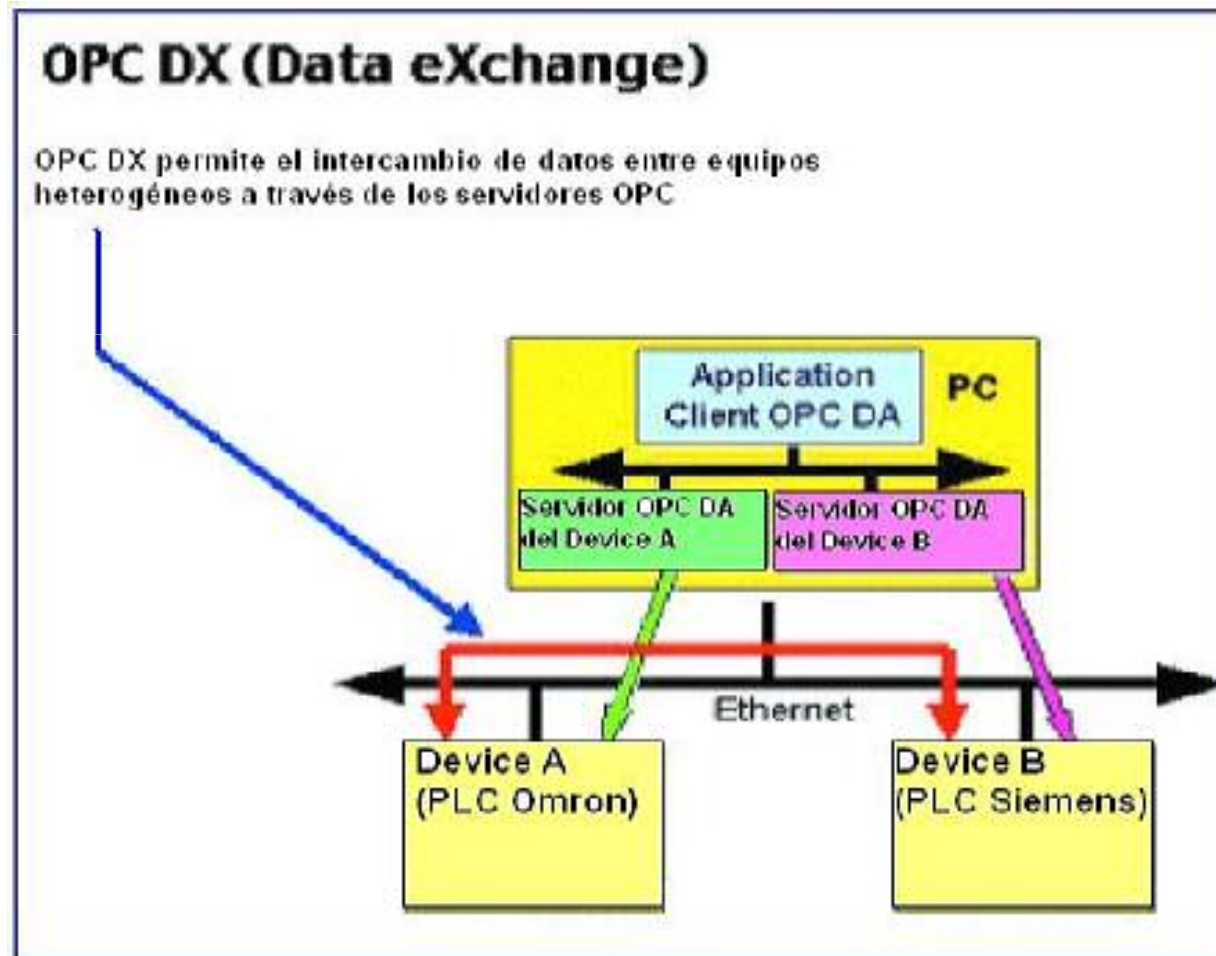 OPC DX (Data eXchange)
OPC DX permite el intercambio de datos entre equipos
heterogéneos a través de los servidores OPC
Application
Client OPC DA
PC
Servidor OPC DA
del Device A
Servidor OPC DA
del Device B
Ethernet
Device A
(PLC Omron)
Device B
(PLC Siemens)